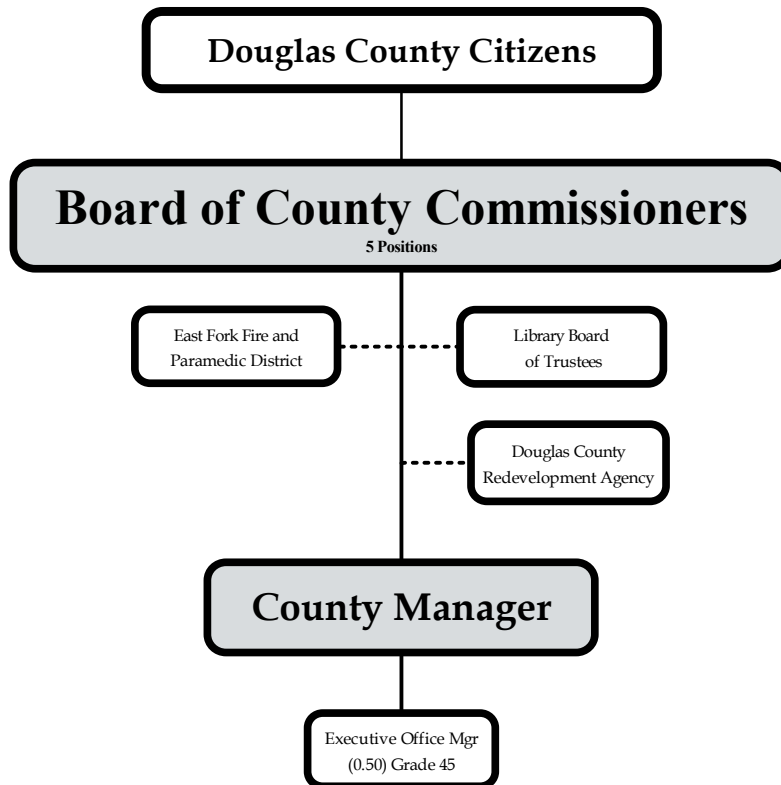 Douglas County Citizens
Board of County Commissioners
5 Positions
East Fork Fire and
Paramedic District
Library Board
of Trustees
Douglas County
Redevelopment Agency
County Manager
Executive Office Mgr
(0.50) Grade 45